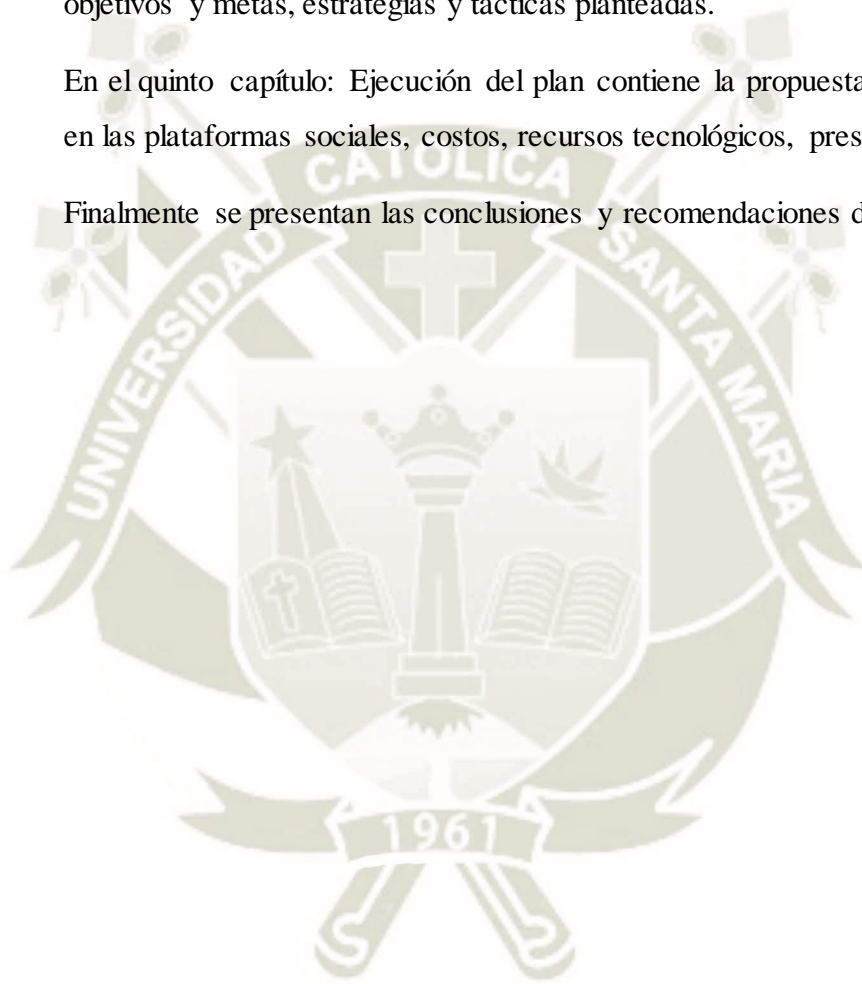 objetivos y metas, estrategias y tácticas planteadas.
En el quinto capítulo: Ejecución del plan contiene la propuesta
en las plataformas sociales, costos, recursos tecnológicos, pres
Finalmente se presentan las conclusiones y recomendaciones d
UNIVERSIDAD CATOLICA SANTA MARIA
1961